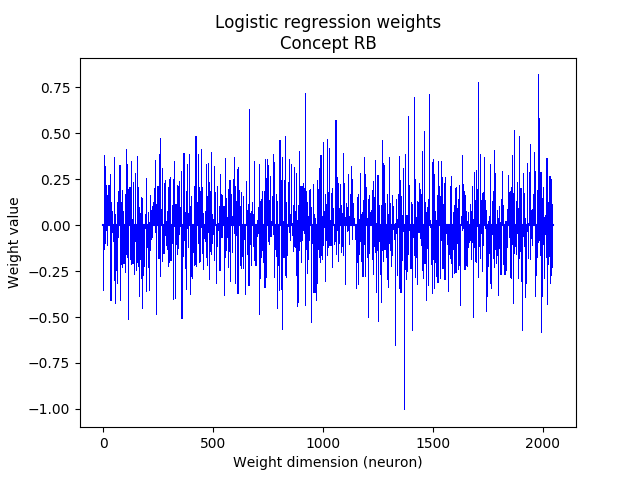 Logistic regression weights
Concept RB
0.75
0.50
0.25
0.00
−0.25
−0.50
−0.75
−1.00
Weight value
0 500 1000 1500 2000
Weight dimension (neuron)